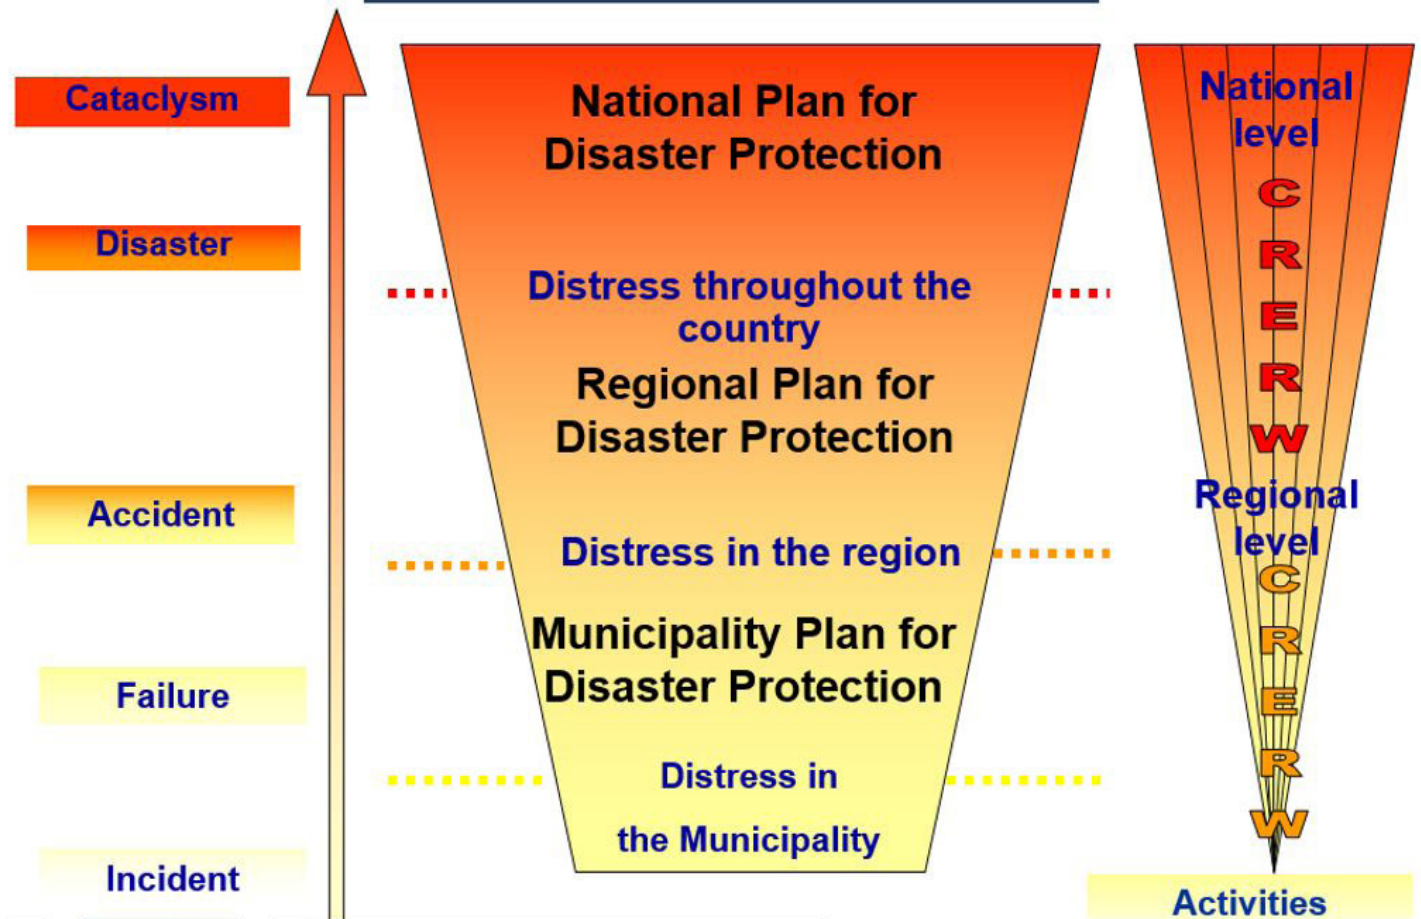 Cataclysm
Disaster
Accident
Failure
Incident
National Plan for
Disaster Protection
Distress throughout the
country
Regional Plan for
Disaster Protection
Distress in the region
Municipality Plan for
Disaster Protection
Distress in
the Municipality
National
level
C
R
E
R
W
Regional
level
C
R
E
R
W
Activities